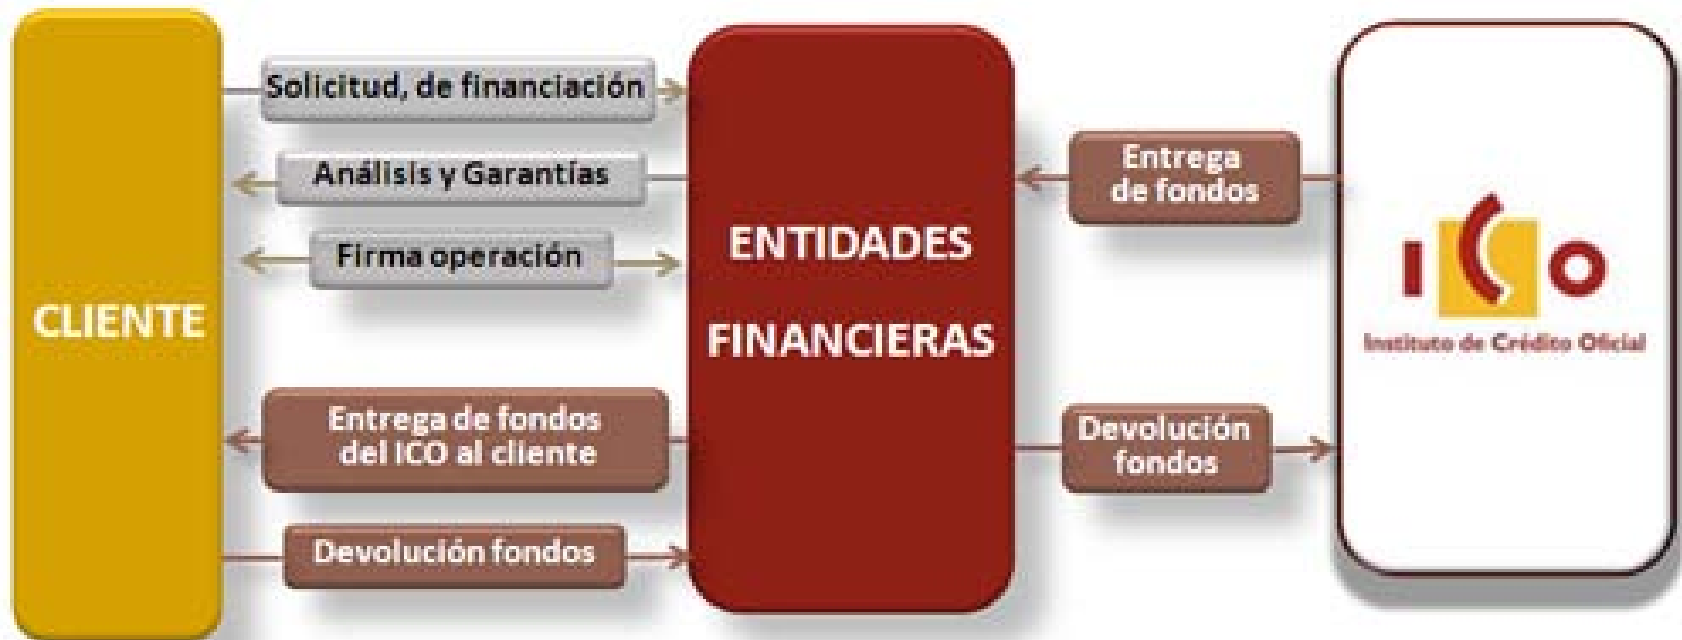 CLIENTE
Solicitud, de financiación
Análisis y Garantías
Firma operación
Entrega de fondos
del ICO al cliente
Devolución fondos
ENTIDADES
FINANCIERAS
Entrega
de fondos
Devolución
fondos
ICO
Instituto de Crédito Oficial